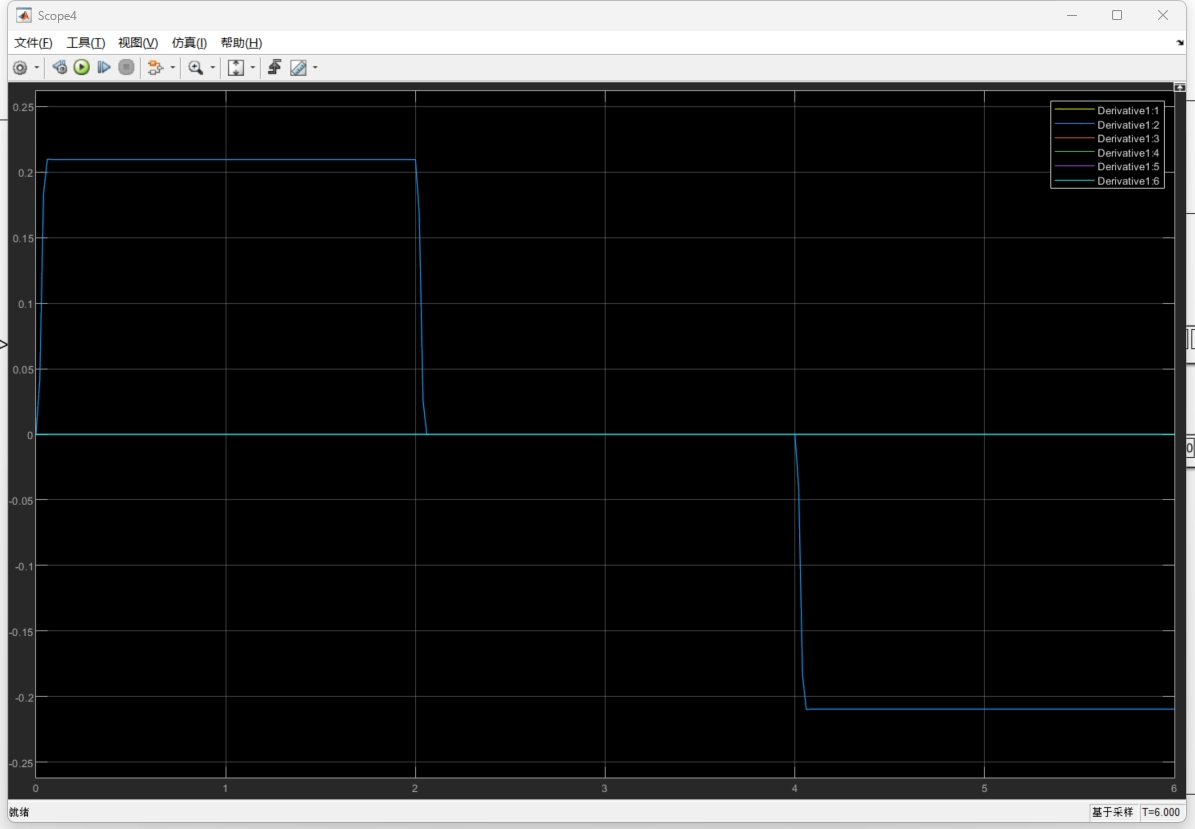 Scope4
文件(F) 工具(T) 视图(V) 仿真(I) 帮助(H)
0.25
0.2
0.15
0.1
0.05
0
-0.05
-0.1
-0.15
-0.2
-0.25
Derivative1:1
Derivative1:2
Derivative1:3
Derivative1:4
Derivative1:5
Derivative1:6
0 1 2 3 4 5 6
0
就绪
基于采样 T=6.000